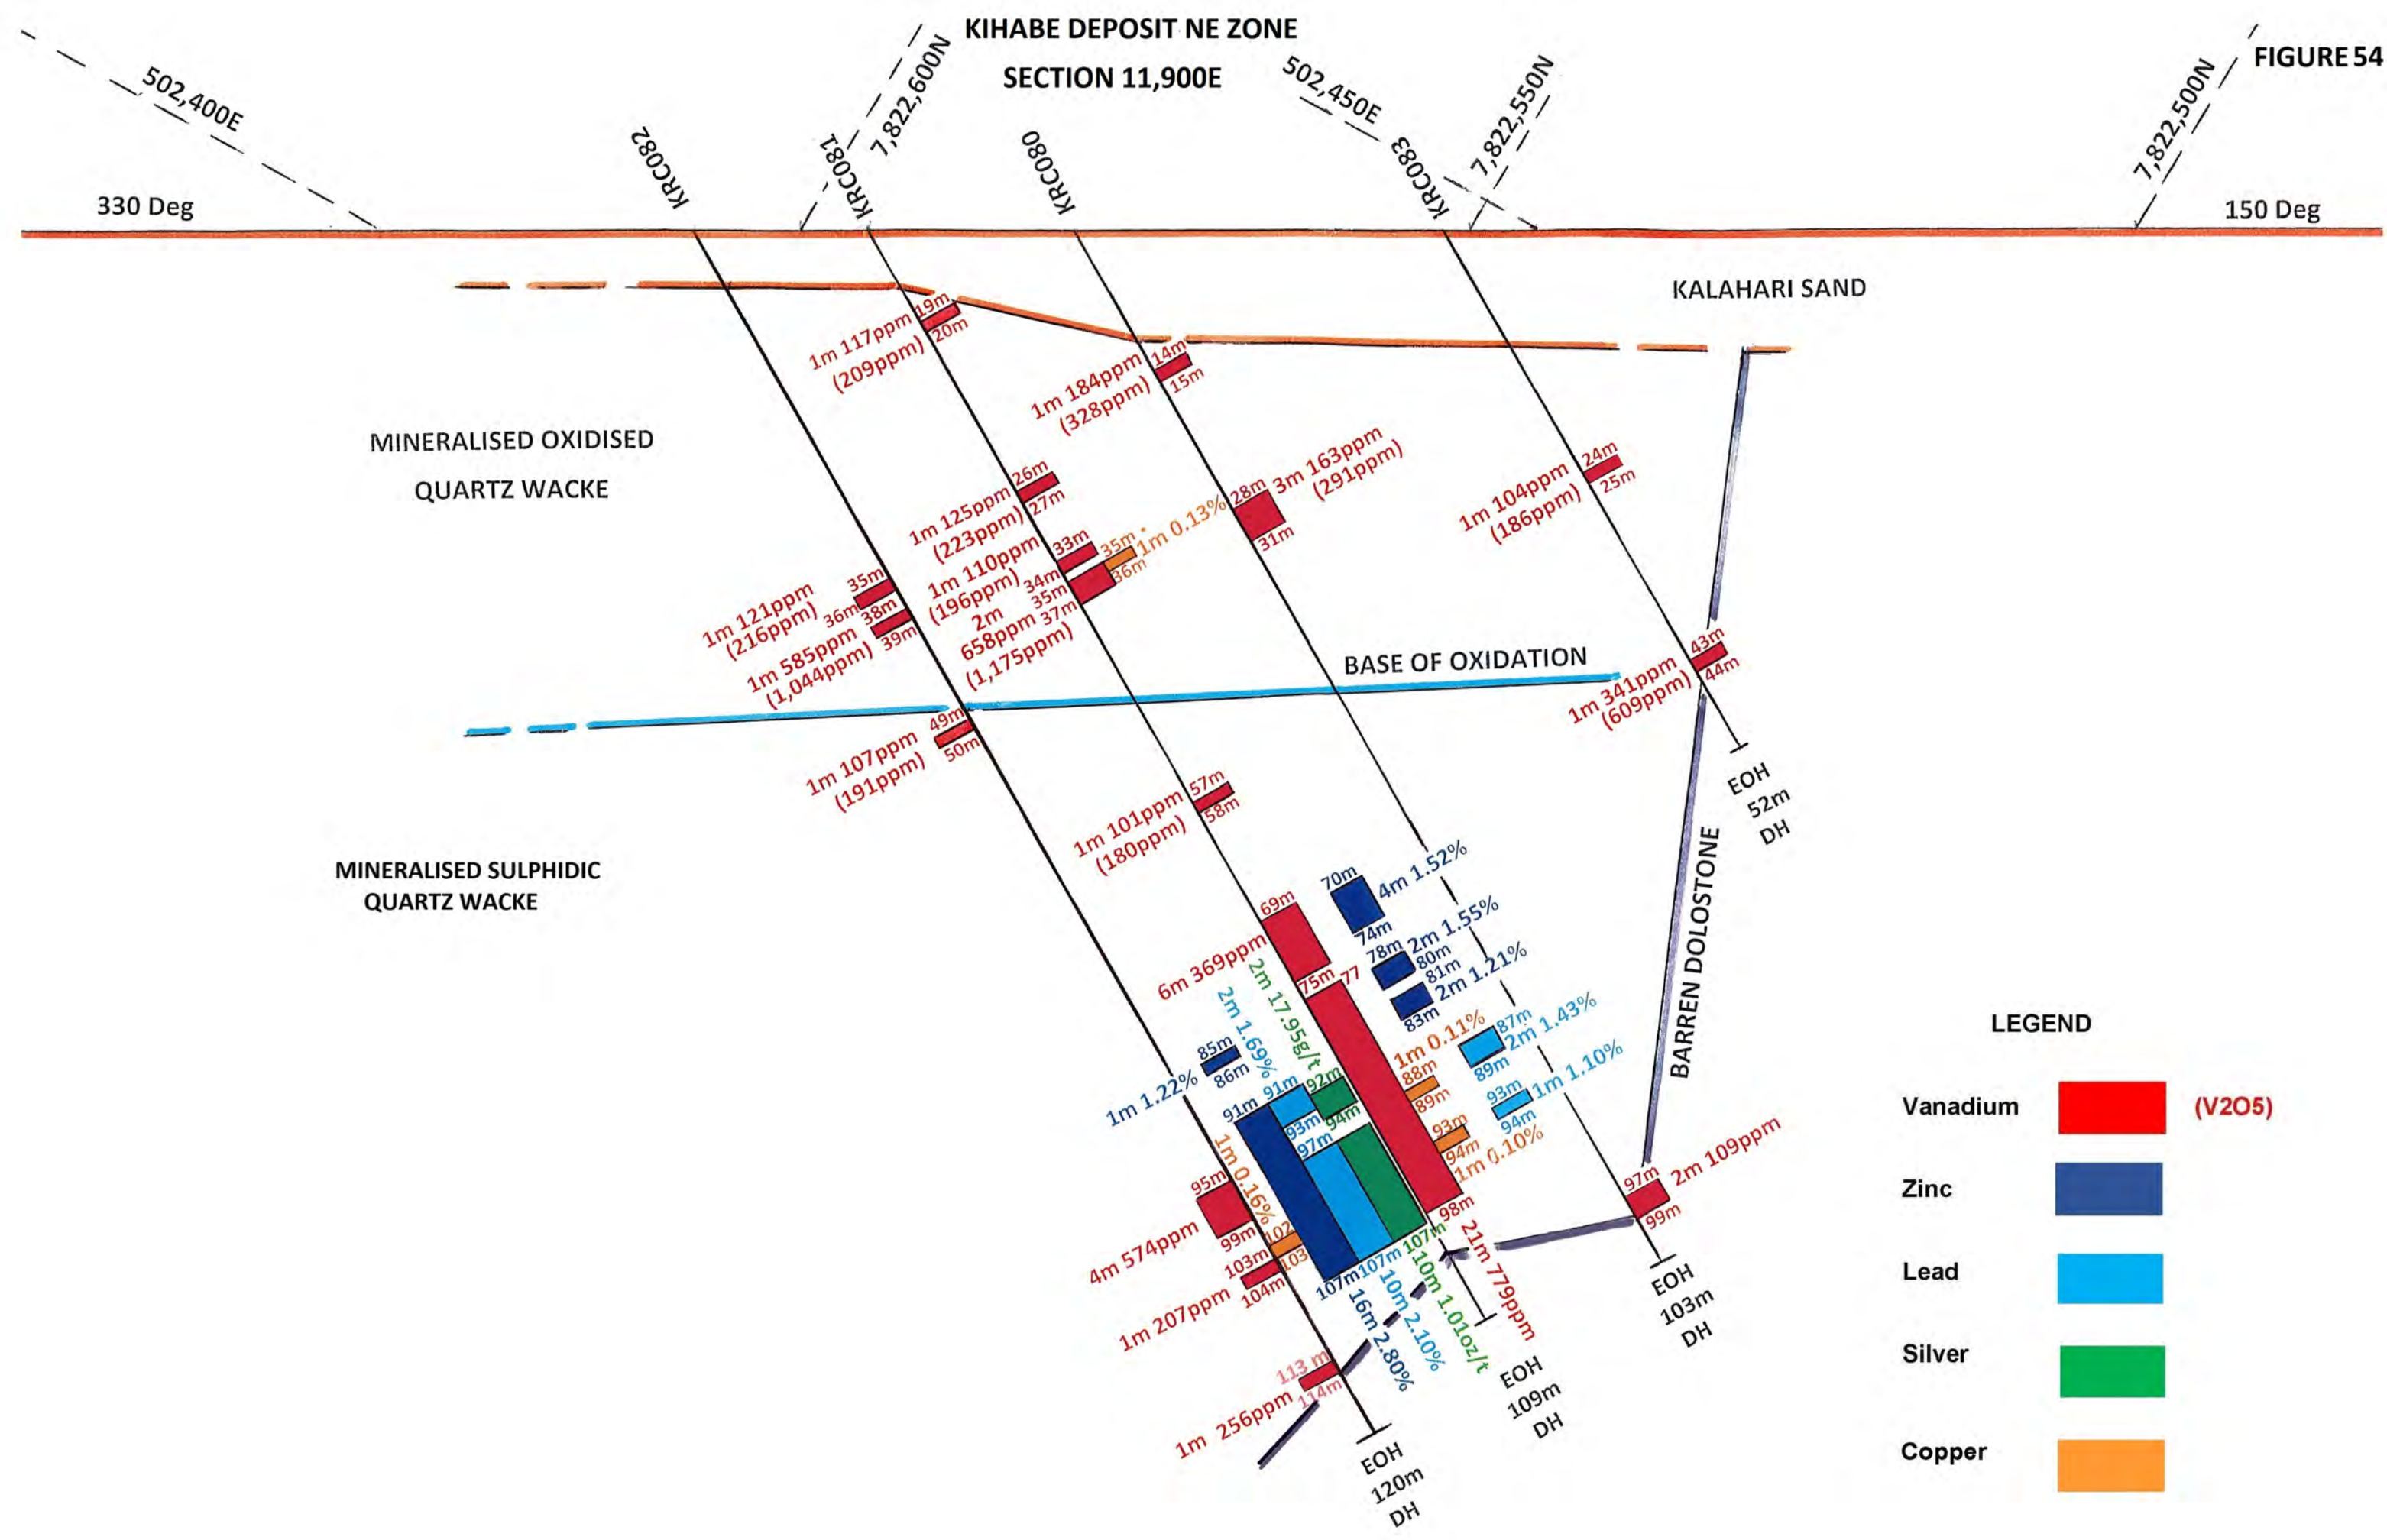 KIHABE DEPOSIT NE ZONE
SECTION 11,900E
FIGURE 54
502,400E
7,822,600N
502,450E
7,822,550N
7,822,500N
KRC082
KRC081
KRC080
KRC083
330 Deg
150 Deg
KALAHARI SAND
MINERALISED OXIDISED
QUARTZ WACKE
BASE OF OXIDATION
MINERALISED SULPHIDIC
QUARTZ WACKE
BARREN DOLOSTONE
35m
1m 121ppm
(216ppm)
36m
38m
1m 585ppm
(1,044ppm)
39m
49m
1m 107ppm
(191ppm)
50m
85m
1m 1.22%
86m
91m
1m 0.16%
95m
4m 574ppm
99m
102
103
103m
1m 207ppm
104m
107m
16m 2.80%
113 m
1m 256ppm
114m
EOH
120m
DH
19m
1m 117ppm
(209ppm)
20m
26m
1m 125ppm
(223ppm)
27m
33m
1m 110ppm
(196ppm)
34m
35m
1m 0.13%
36m
35m
2m
658ppm
37m
(1,175ppm)
57m
1m 101ppm
(180ppm)
58m
69m
6m 369ppm
75m
77
2m 17.95g/t
2m 1.69%
91m
92m
93m
94m
97m
107m
10m 2.10%
107m
10m 1.01oz/t
1m 0.11%
88m
89m
93m
94m
1m 0.10%
98m
21m 779ppm
EOH
109m
DH
14m
1m 184ppm
(328ppm)
15m
28m
3m 163ppm
(291ppm)
31m
70m
4m 1.52%
74m
78m
2m 1.55%
80m
81m
2m 1.21%
83m
87m
2m 1.43%
89m
93m
1m 1.10%
94m
97m
2m 109ppm
99m
EOH
103m
DH
24m
1m 104ppm
(186ppm)
25m
43m
1m 341ppm
(609ppm)
44m
EOH
52m
DH
LEGEND
Vanadium (V2O5)
Zinc
Lead
Silver
Copper